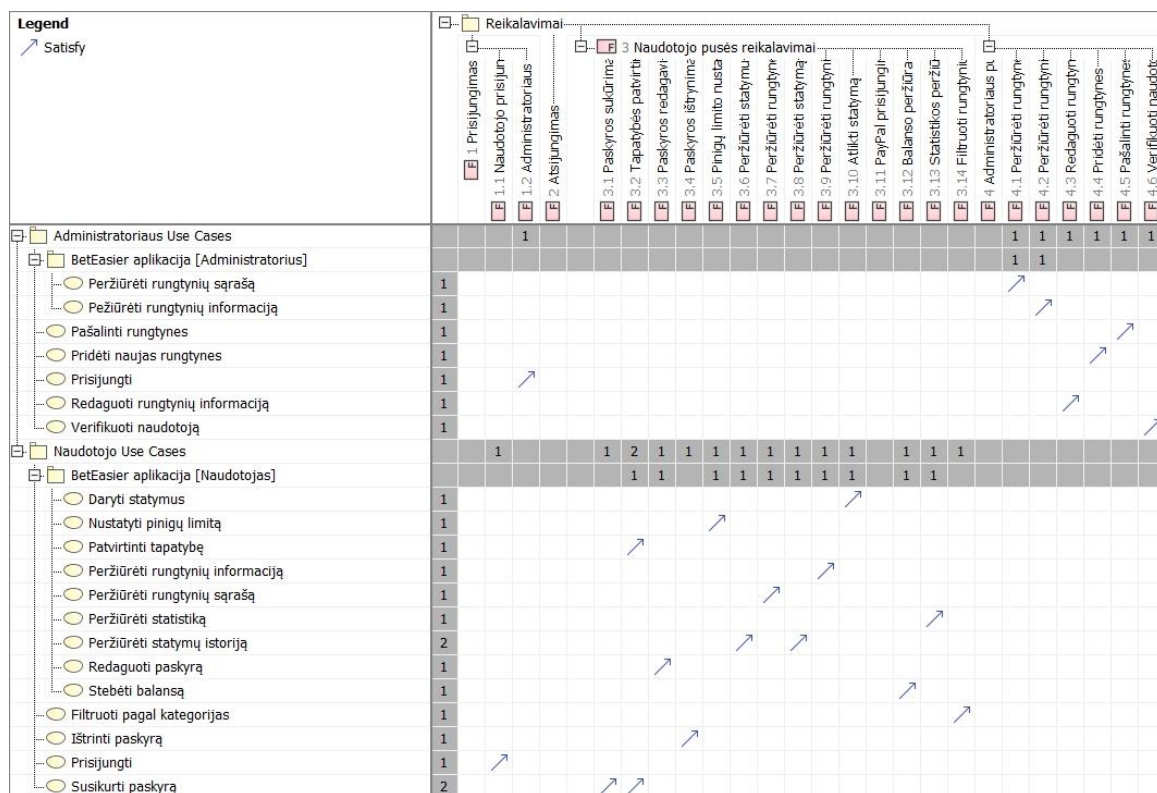 Legend
Satisfy
Reikalavimai
F 1 Prisijungimas
F 1.1 Naudotojo prisijun
F 1.2 Administratoriaus
F 2 Atsijungimas
F 3 Naudotojo pusės reikalavimai
F 3.1 Paskyros sukūrima
F 3.2 Tapatybės patvirti
F 3.3 Paskyros redagavi
F 3.4 Paskyros ištrynima
F 3.5 Pinigų limito nusta
F 3.6 Peržiūrėti statymu
F 3.7 Peržiūrėti rungtyn
F 3.8 Peržiūrėti statymą
F 3.9 Peržiūrėti rungtyni
F 3.10 Atlikti statymą
F 3.11 PayPal prisijungin
F 3.12 Balanso peržiūra
F 3.13 Statistikos peržiū
F 3.14 Filtruoti rungtyni
F 4 Administratoriaus pu
F 4.1 Peržiūrėti rungtyn
F 4.2 Peržiūrėti rungtyn
F 4.3 Redaguoti rungtyn
F 4.4 Pridėti rungtynes
F 4.5 Pašalinti rungtynes
F 4.6 Verifikuoti naudoto
Administratoriaus Use Cases 1 1 1 1 1 1 1
BetEasier aplikacija [Administratorius] 1 1
Peržiūrėti rungtynių sąrašą 1
Pežiūrėti rungtynių informaciją 1
Pašalinti rungtynes 1
Pridėti naujas rungtynes 1
Prisijungti 1
Redaguoti rungtynių informaciją 1
Verifikuoti naudotoją 1
Naudotojo Use Cases 1 1 2 1 1 1 1 1 1 1 1 1 1 1
BetEasier aplikacija [Naudotojas] 1 1 1 1 1 1 1 1 1 1
Daryti statymus 1
Nustatyti pinigų limitą 1
Patvirtinti tapatybę 1
Peržiūrėti rungtynių informaciją 1
Peržiūrėti rungtynių sąrašą 1
Peržiūrėti statistiką 1
Peržiūrėti statymų istoriją 2
Redaguoti paskyrą 1
Stebėti balansą 1
Filtruoti pagal kategorijas 1
Ištrinti paskyrą 1
Prisijungti 1
Susikurti paskyrą 2